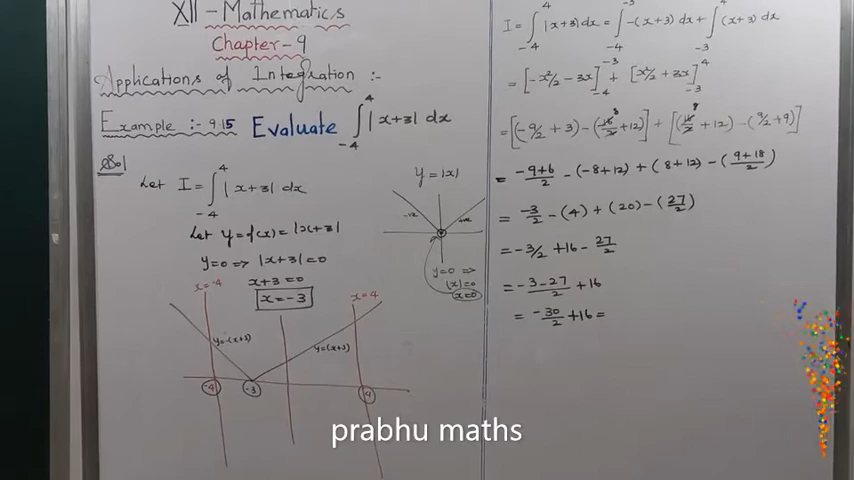 XII - Mathematics
Chapter-9
Applications of Integration :-
Example :- 9.15 Evaluate ∫_{-4}^{4} |x+3| dx
Sol
Let I = ∫_{-4}^{4} |x+3| dx
Let y = f(x) = |x+3|
y=0 => |x+3|=0
x+3=0
x=-3
x=-4
x=4
y=-(x+3)
y=(x+3)
-4
-3
4
y=|x|
-ve
+ve
y=0 =>
|x|=0
x=0
I = ∫_{-4}^{4} |x+3| dx = ∫_{-4}^{-3} -(x+3) dx + ∫_{-3}^{4} (x+3) dx
= [-x²/2 - 3x]_{-4}^{-3} + [x²/2 + 3x]_{-3}^{4}
= [(-9/2 + 3) - (16/2 8 + 12)] + [(16/2 8 + 12) - (9/2 + 9)]
= -9+6/2 - (-8+12) + (8+12) - (9+18/2)
= -3/2 - (4) + (20) - (27/2)
= -3/2 + 16 - 27/2
= -3-27/2 + 16
= -30/2 + 16 =
prabhu maths